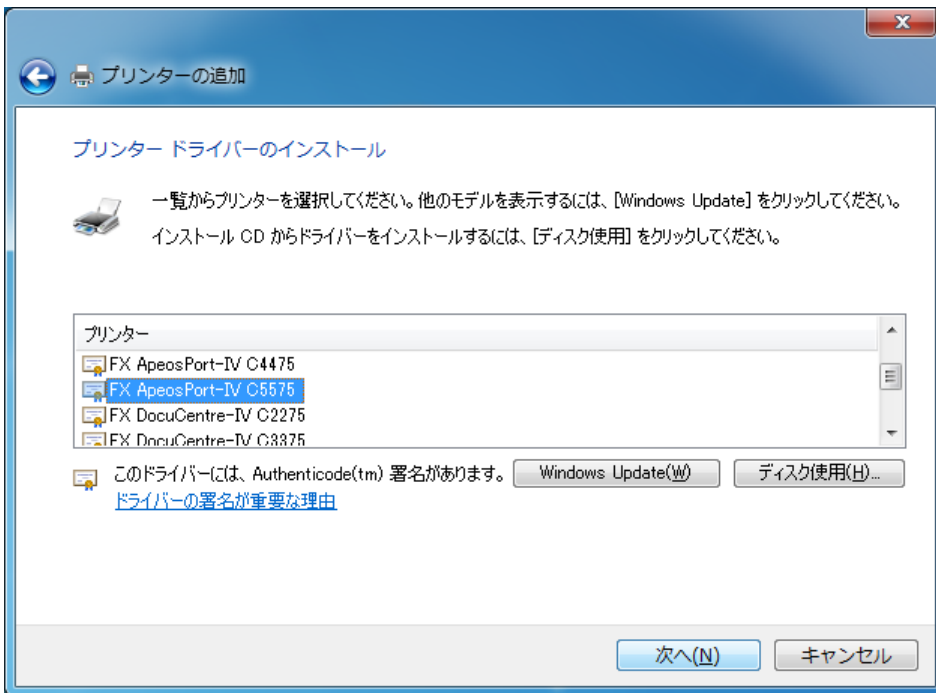 プリンターの追加
プリンター ドライバーのインストール
一覧からプリンターを選択してください。他のモデルを表示するには、[Windows Update] をクリックしてください。
インストール CD からドライバーをインストールするには、[ディスク使用] をクリックしてください。
プリンター
FX ApeosPort-IV C4475
FX ApeosPort-IV C5575
FX DocuCentre-IV C2275
FX DocuCentre-IV C3375
このドライバーには、Authenticode(tm) 署名があります。 Windows Update(W) ディスク使用(H)...
ドライバーの署名が重要な理由
次へ(N) キャンセル